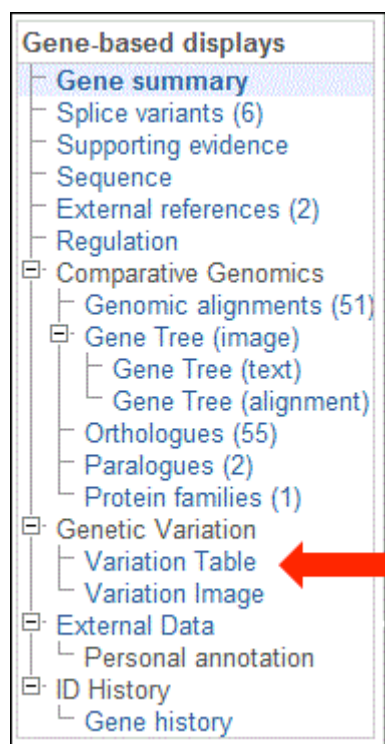 Gene-based displays
Gene summary
Splice variants (6)
Supporting evidence
Sequence
External references (2)
Regulation
Comparative Genomics
Genomic alignments (51)
Gene Tree (image)
Gene Tree (text)
Gene Tree (alignment)
Orthologues (55)
Paralogues (2)
Protein families (1)
Genetic Variation
Variation Table
Variation Image
External Data
Personal annotation
ID History
Gene history